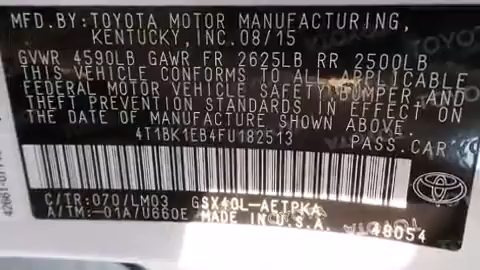 MFD.BY:TOYOTA MOTOR MANUFACTURING,
KENTUCKY,INC.08/15
GVWR 4590LB GAWR FR 2625LB RR 2500LB
THIS VEHICLE CONFORMS TO ALL APPLICABLE
FEDERAL MOTOR VEHICLE SAFETY,BUMPER,AND
THEFT PREVENTION STANDARDS IN EFFECT ON
THE DATE OF MANUFACTURE SHOWN ABOVE.
4T1BK1EB4FU182513 PASS.CAR
C/TR:070/LM03 GSX40L-AETPKA
A/TM:-01A/U660E MADE IN U.S.A. 48054
TOYOTA